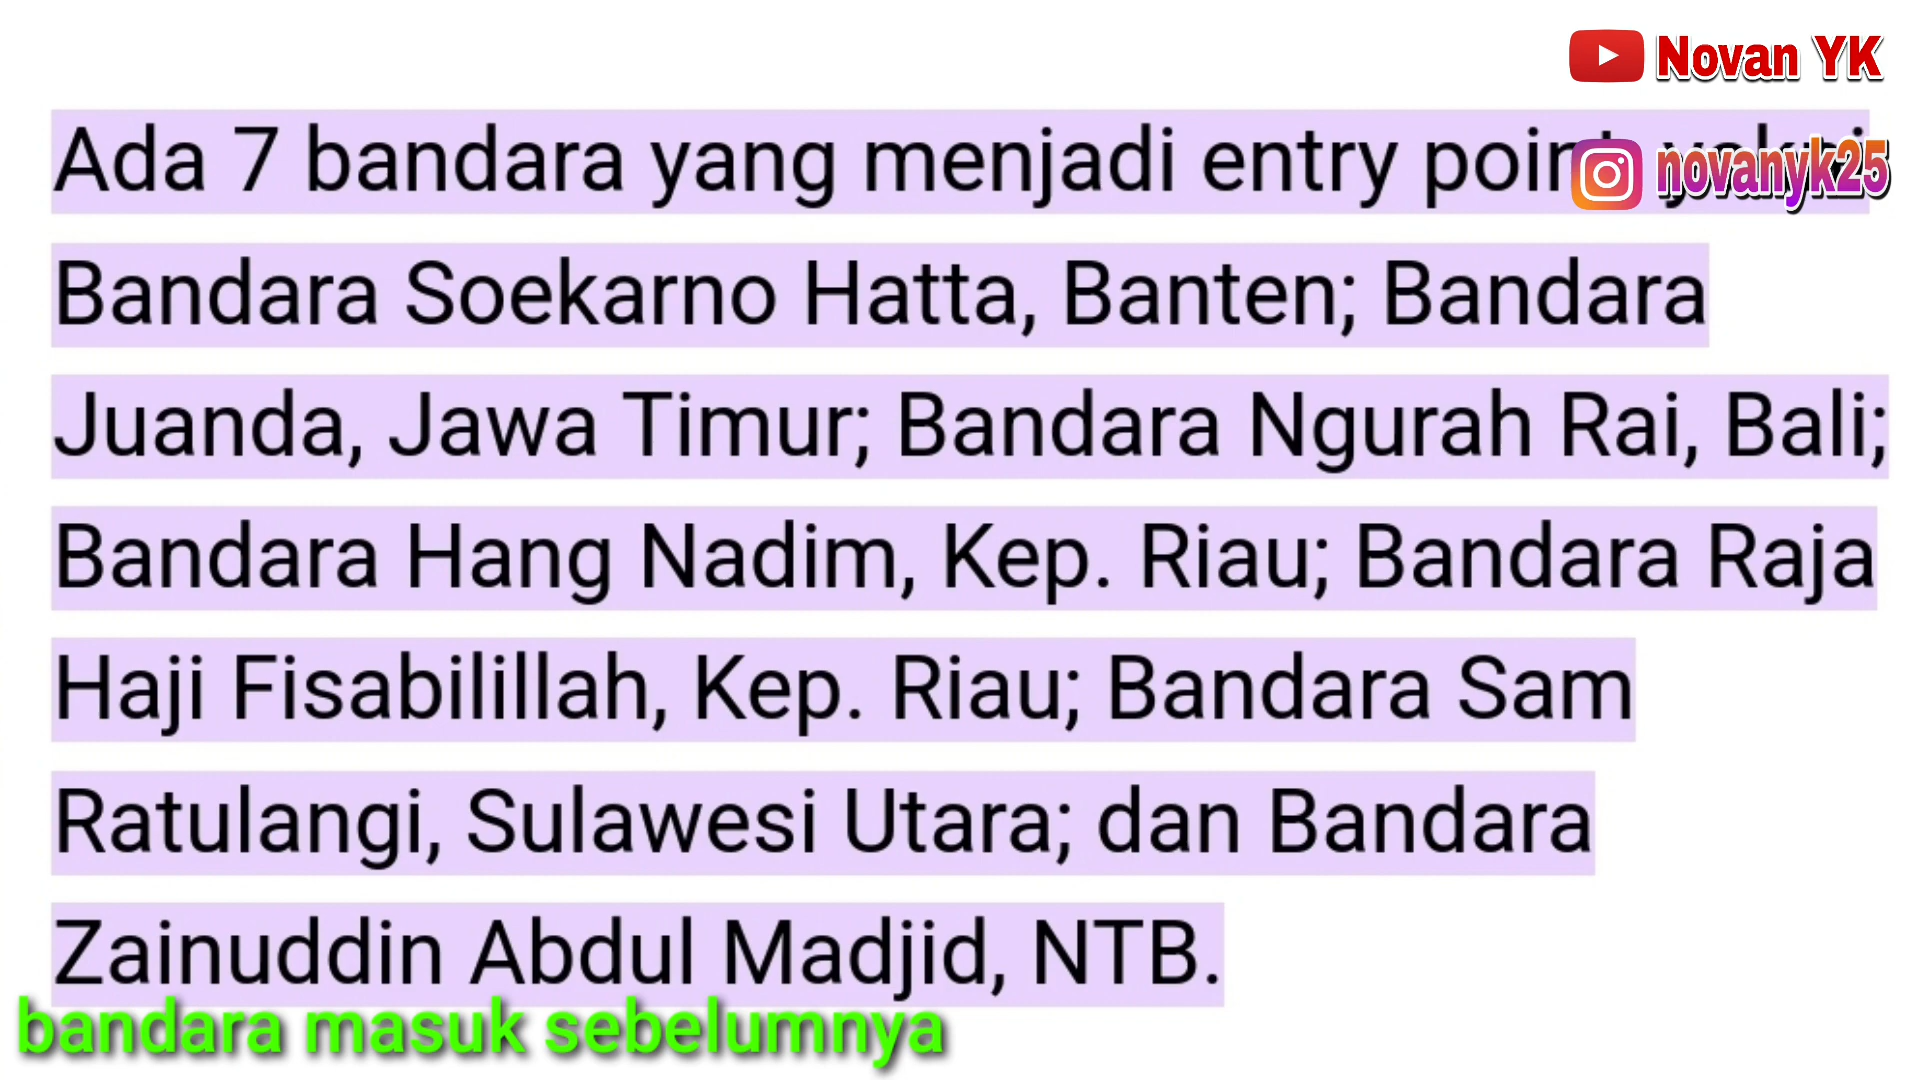 Novan YK
Ada 7 bandara yang menjadi entry point
novanyk25
Bandara Soekarno Hatta, Banten; Bandara
Juanda, Jawa Timur; Bandara Ngurah Rai, Bali;
Bandara Hang Nadim, Kep. Riau; Bandara Raja
Haji Fisabilillah, Kep. Riau; Bandara Sam
Ratulangi, Sulawesi Utara; dan Bandara
Zainuddin Abdul Madjid, NTB.
bandara masuk sebelumnya